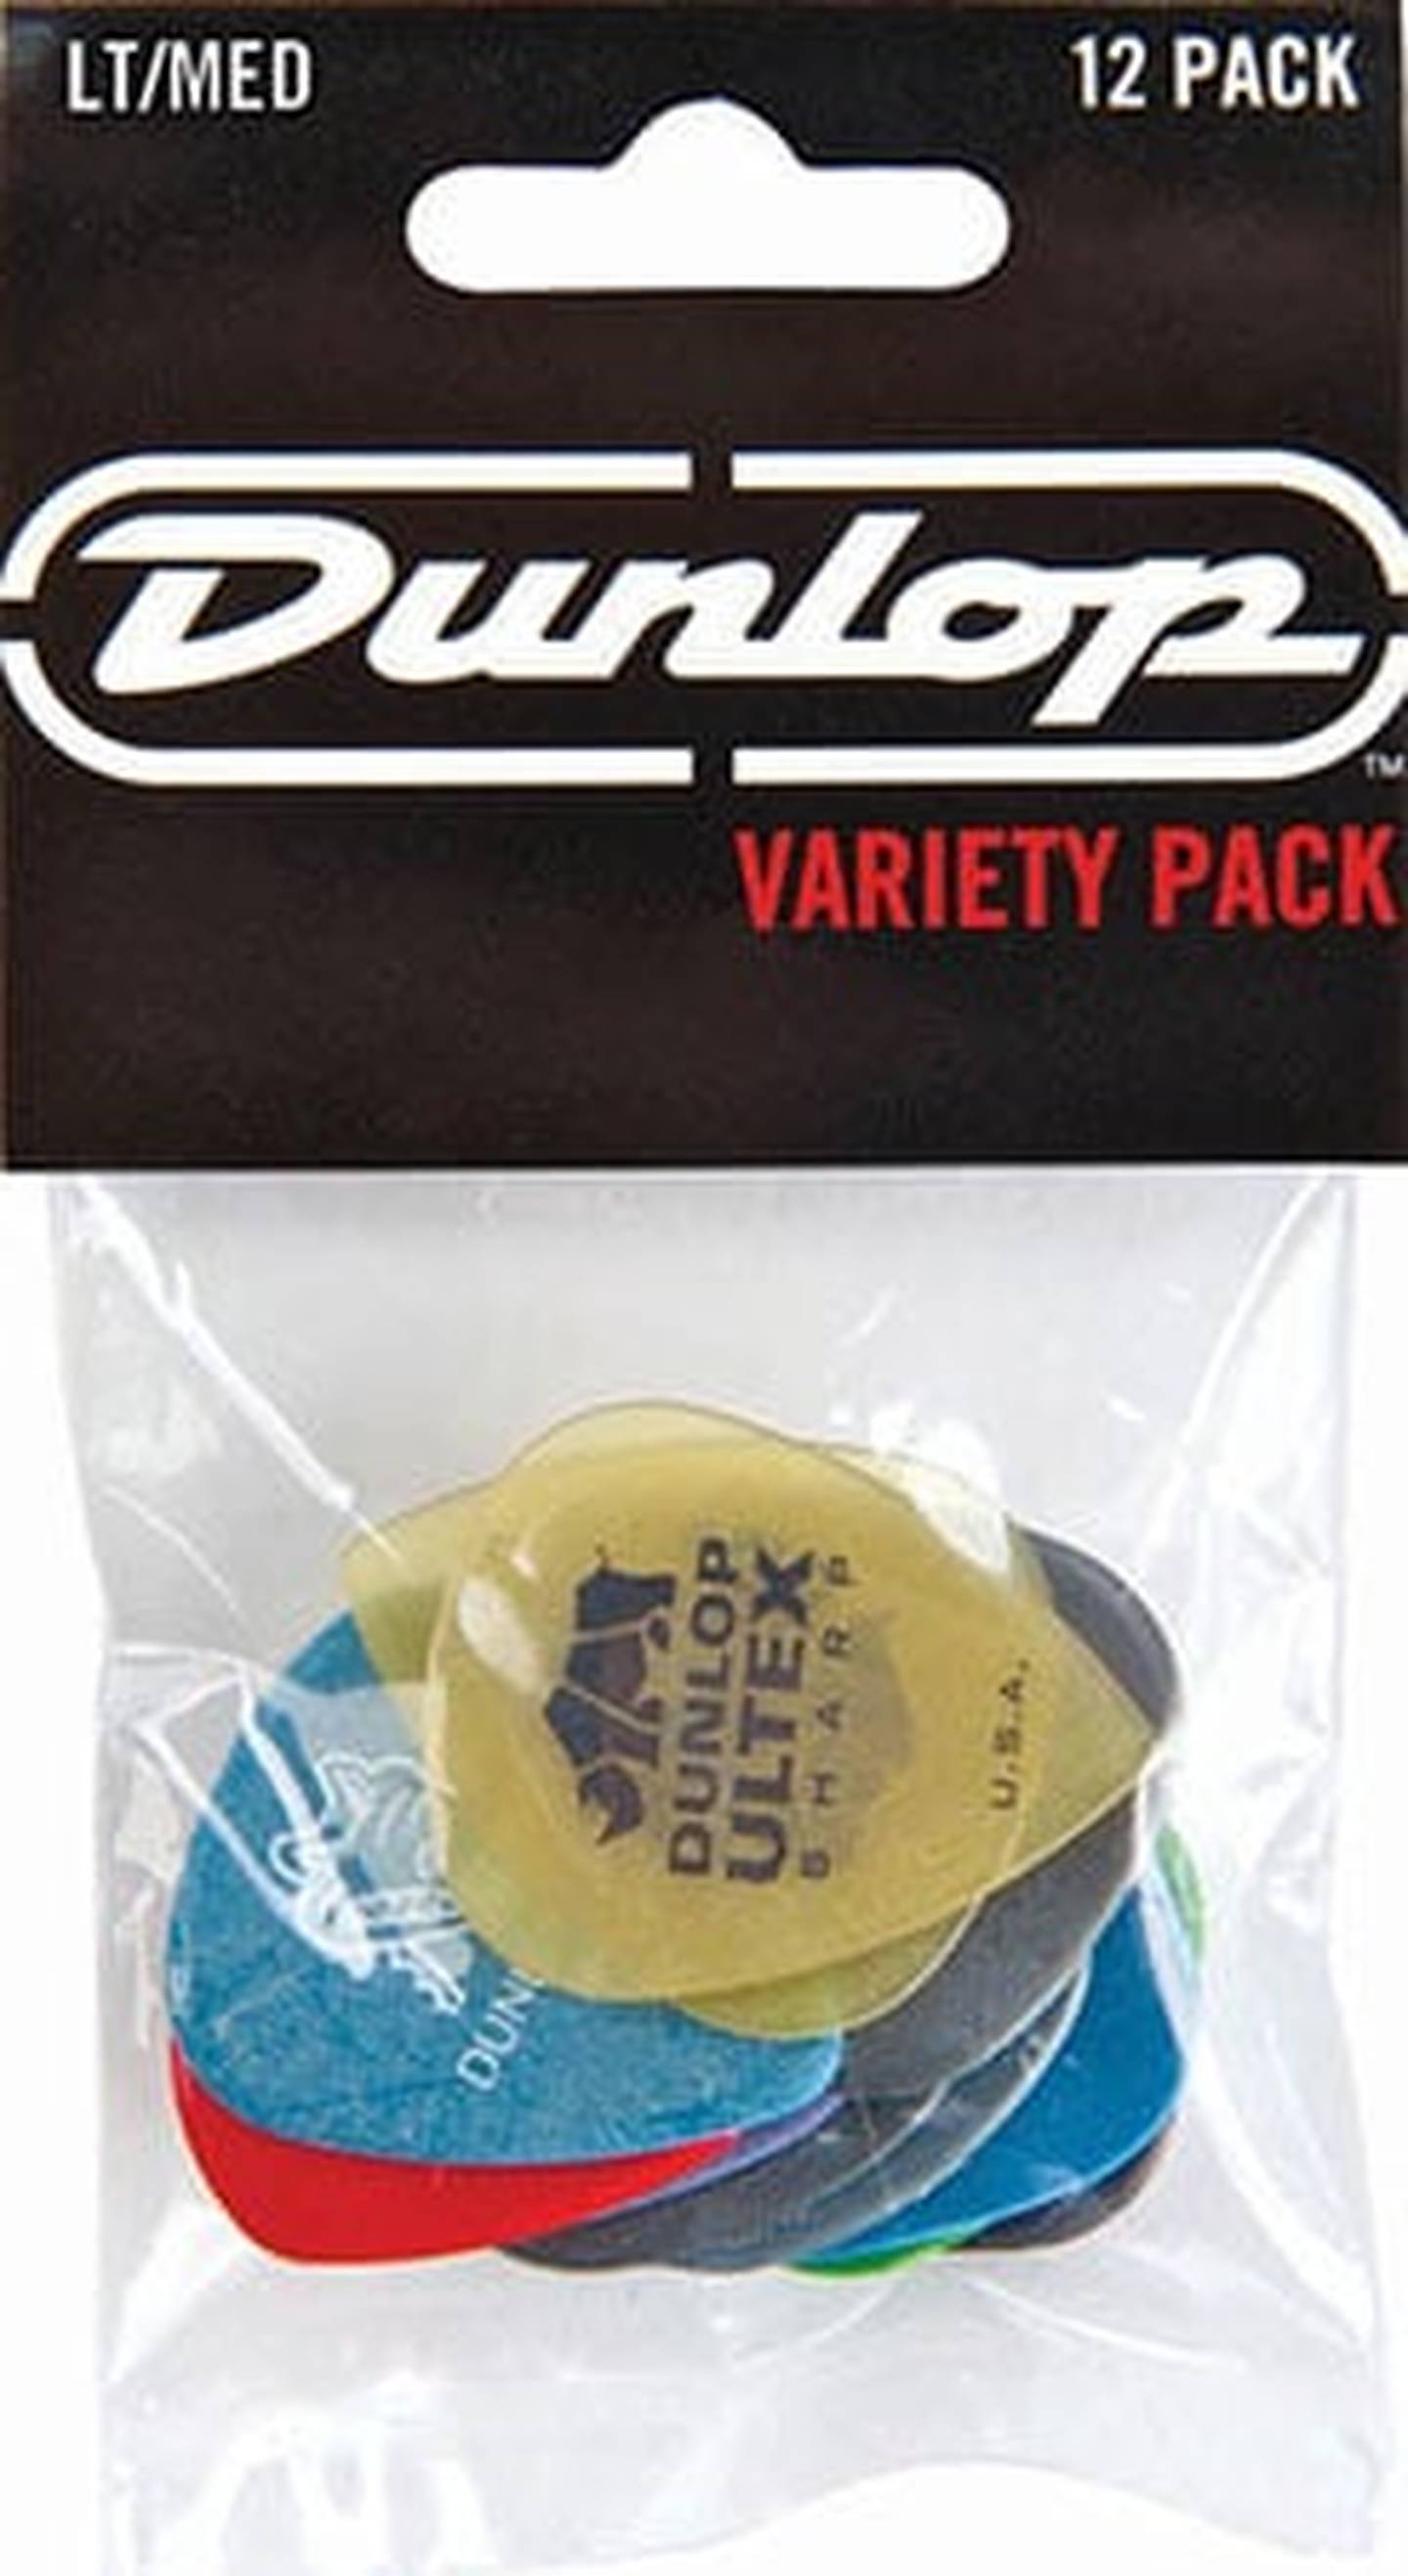 LT/MED
12 PACK
Dunlop
TM
VARIETY PACK
DUNLOP
ULTEX
SHARP
U.S.A.
DUN